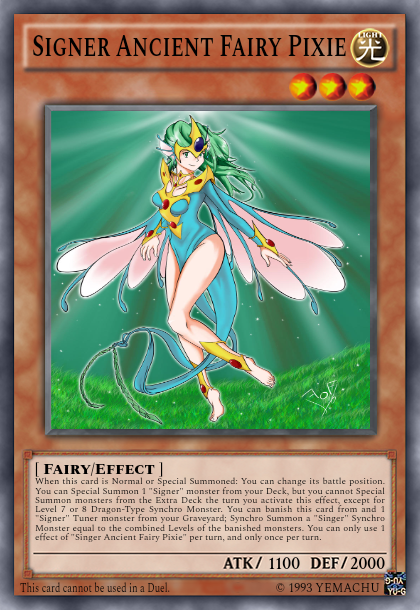 SIGNER ANCIENT FAIRY PIXIE
LIGHT
光
[ FAIRY/EFFECT ]
When this card is Normal or Special Summoned: You can change its battle position.
You can Special Summon 1 "Signer" monster from your Deck, but you cannot Special
Summon monsters from the Extra Deck the turn you activate this effect, except for
Level 7 or 8 Dragon-Type Synchro Monster. You can banish this card from and 1
"Signer" Tuner monster from your Graveyard; Synchro Summon a "Singer" Synchro
Monster equal to the combined Levels of the banished monsters. You can only use 1
effect of "Singer Ancient Fairy Pixie" per turn, and only once per turn.
ATK/ 1100 DEF/2000
This card cannot be used in a Duel.
© 1993 YEMACHU